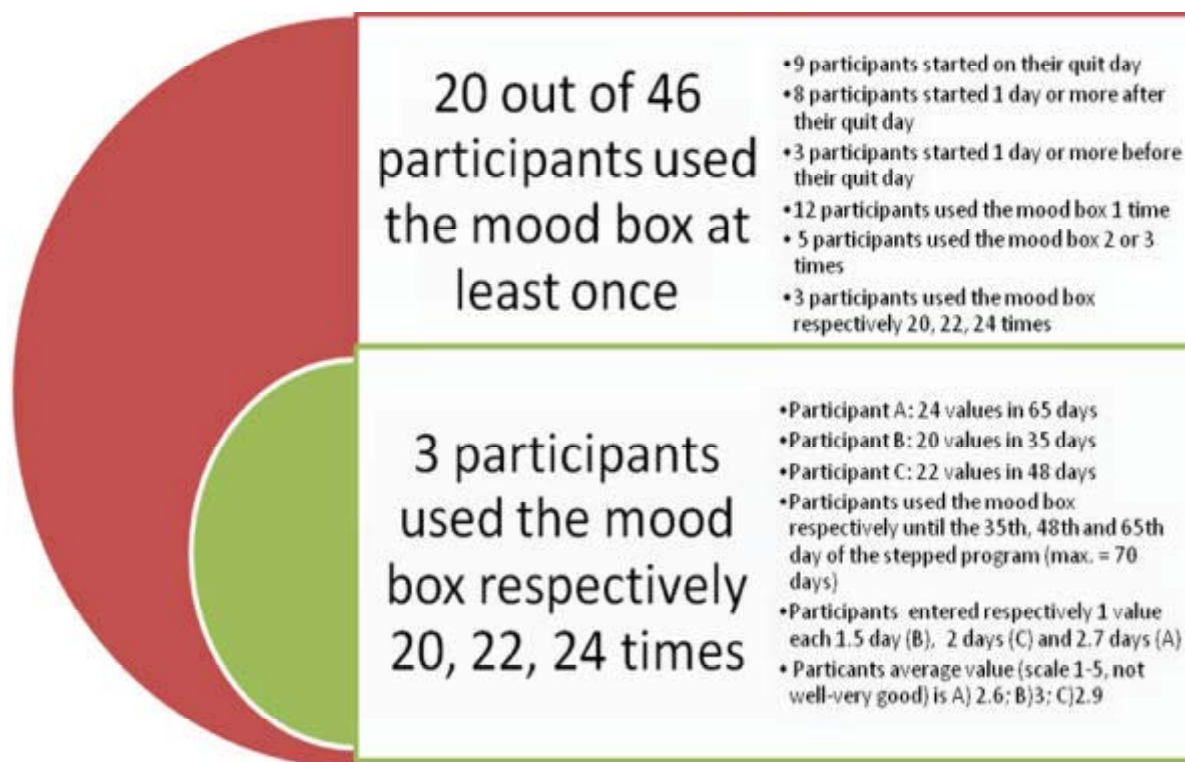 20 out of 46
participants used
the mood box at
least once
•9 participants started on their quit day
•8 participants started 1 day or more after
their quit day
•3 participants started 1 day or more before
their quit day
•12 participants used the mood box 1 time
• 5 participants used the mood box 2 or 3
times
•3 participants used the mood box
respectively 20, 22, 24 times
3 participants
used the mood
box respectively
20, 22, 24 times
•Participant A: 24 values in 65 days
•Participant B: 20 values in 35 days
•Participant C: 22 values in 48 days
•Participants used the mood box
respectively until the 35th, 48th and 65th
day of the stepped program (max. = 70
days)
•Participants entered respectively 1 value
each 1.5 day (B), 2 days (C) and 2.7 days (A)
• Particants average value (scale 1-5, not
well-very good) is A) 2.6; B)3; C)2.9